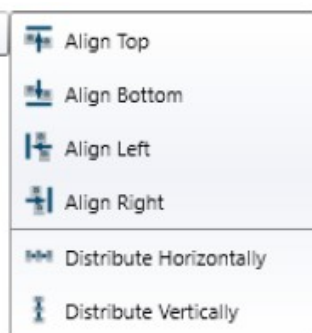 Align Top
Align Bottom
Align Left
Align Right
Distribute Horizontally
Distribute Vertically